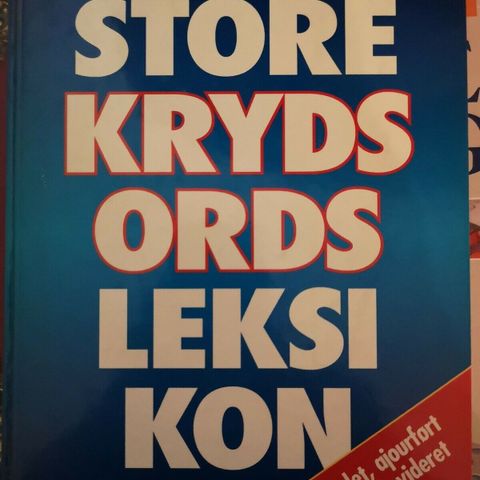 STORE
KRYDS
ORDS
LEKSI
KON
ajourført